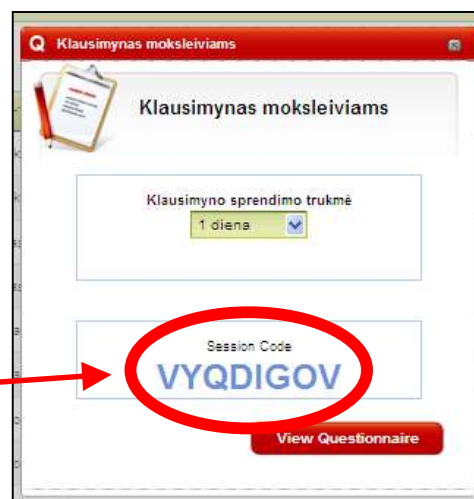 Q Klausimynas moksleiviams
Klausimynas moksleiviams
Klausimyno sprendimo trukmė
1 diena
Session Code
VYQDIGOV
View Questionnaire